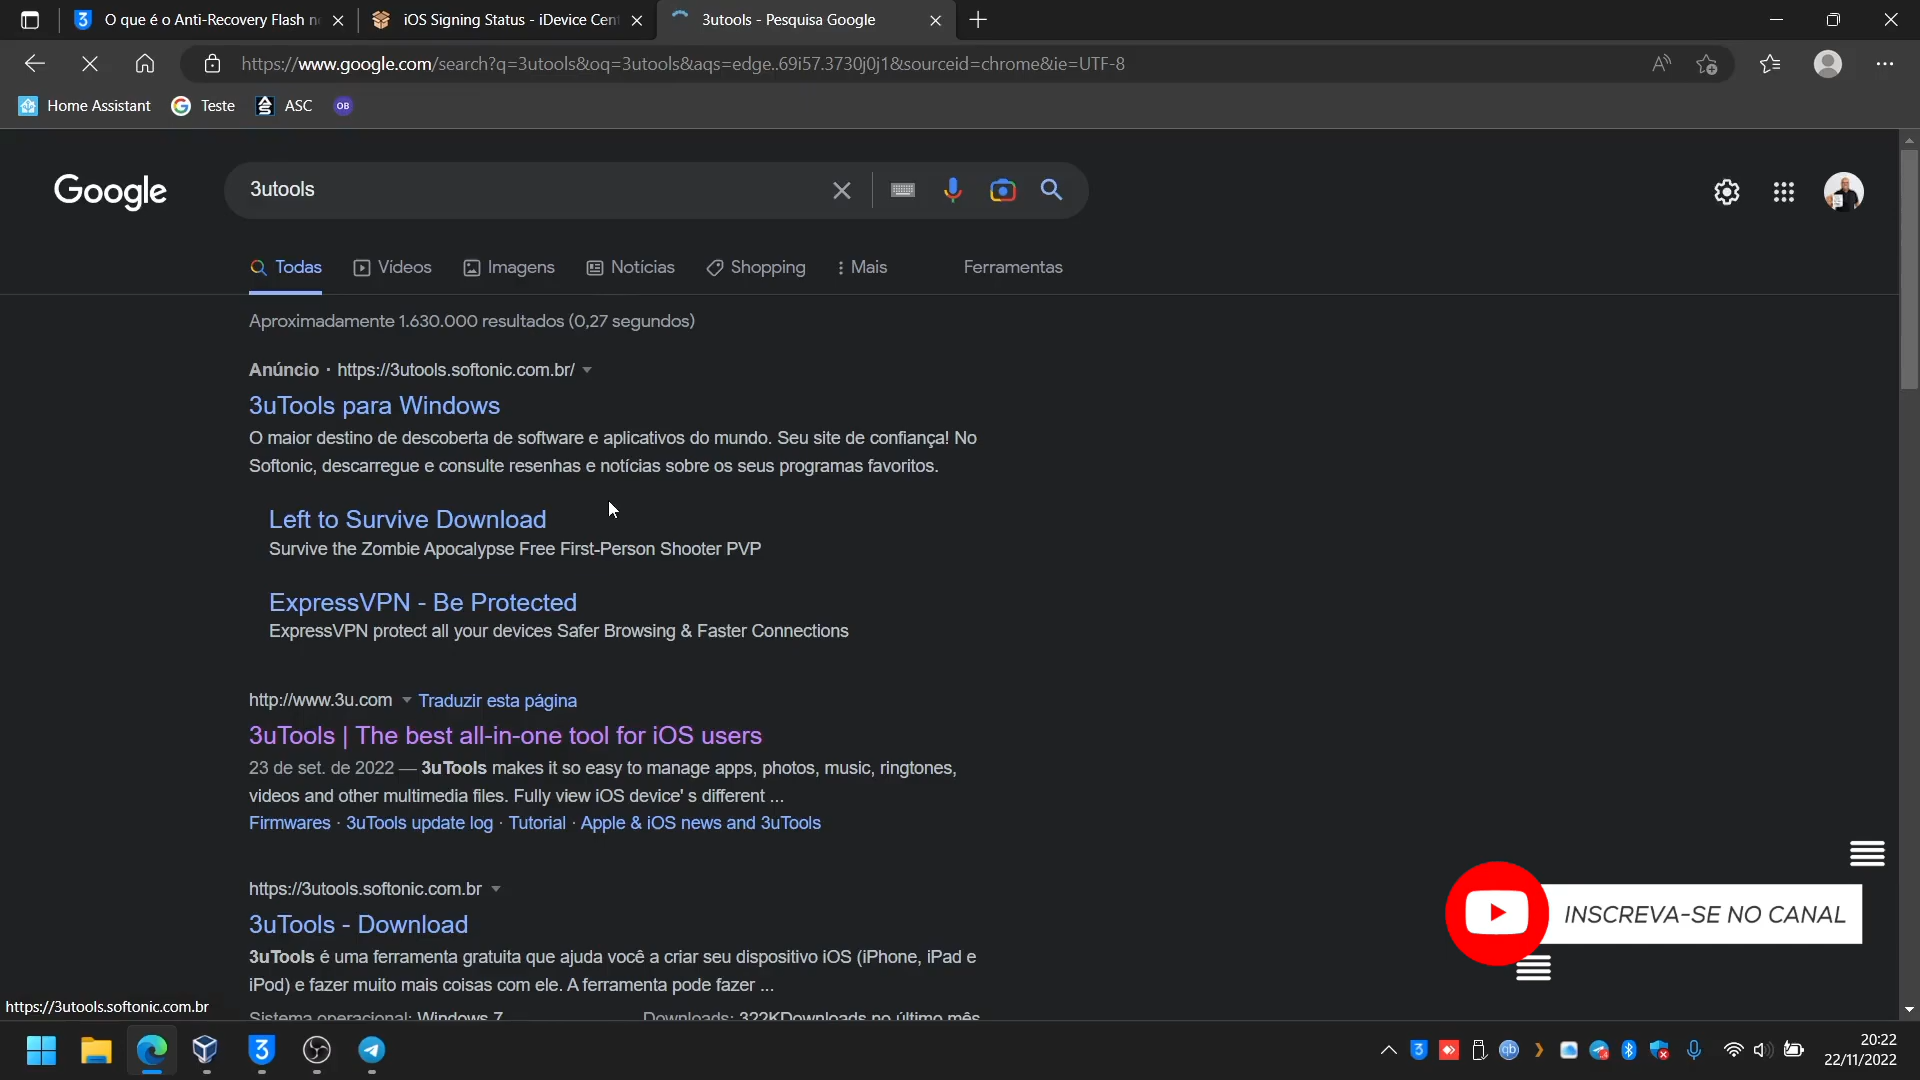 O que é o Anti-Recovery Flash
iOS Signing Status - iDevice Cen
3utools - Pesquisa Google
https://www.google.com/search?q=3utools&oq=3utools&aqs=edge..69i57.3730j0j1&sourceid=chrome&ie=UTF-8
Home Assistant
Teste
ASC
OB
Google
3utools
Todas
Vídeos
Imagens
Notícias
Shopping
Mais
Ferramentas
Aproximadamente 1.630.000 resultados (0,27 segundos)
Anúncio · https://3utools.softonic.com.br/
3uTools para Windows
O maior destino de descoberta de software e aplicativos do mundo. Seu site de confiança! No
Softonic, descarregue e consulte resenhas e notícias sobre os seus programas favoritos.
Left to Survive Download
Survive the Zombie Apocalypse Free First-Person Shooter PVP
ExpressVPN - Be Protected
ExpressVPN protect all your devices Safer Browsing & Faster Connections
http://www.3u.com
Traduzir esta página
3uTools | The best all-in-one tool for iOS users
23 de set. de 2022 — 3uTools makes it so easy to manage apps, photos, music, ringtones,
videos and other multimedia files. Fully view iOS device' s different ...
Firmwares · 3uTools update log · Tutorial · Apple & iOS news and 3uTools
https://3utools.softonic.com.br
3uTools - Download
3uTools é uma ferramenta gratuita que ajuda você a criar seu dispositivo iOS (iPhone, iPad e
iPod) e fazer muito mais coisas com ele. A ferramenta pode fazer ...
Sistema operacional: Windows 7
Downloads: 322KDownloads no último mês
INSCREVA-SE NO CANAL
https://3utools.softonic.com.br
20:22
22/11/2022